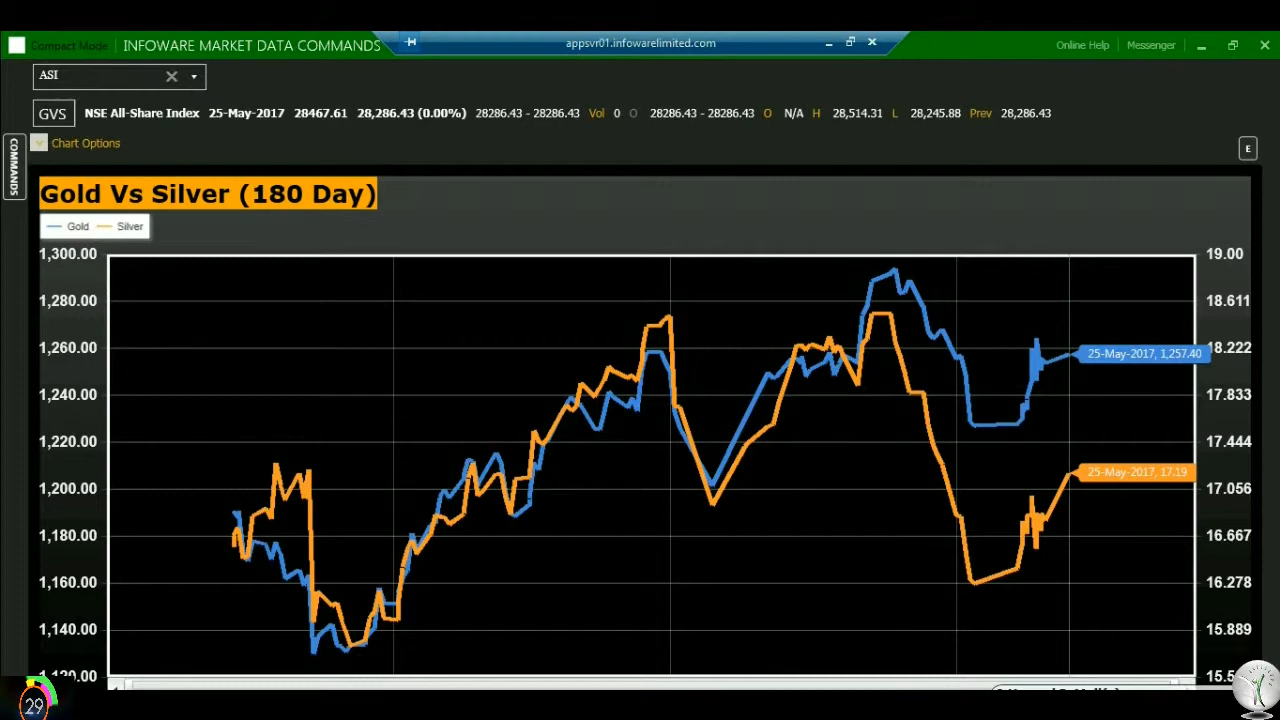 Compact Mode INFOWARE MARKET DATA COMMANDS appsvr01.infowarelimited.com Online Help Messenger
ASI
GVS NSE All-Share Index 25-May-2017 28467.61 28,286.43 (0.00%) 28286.43 - 28286.43 Vol 0 O 28286.43 - 28286.43 O N/A H 28,514.31 L 28,245.88 Prev 28,286.43
Chart Options
E
COMMANDS
Gold Vs Silver (180 Day)
Gold Silver
1,300.00 19.00
1,280.00 18.611
1,260.00 18.222
25-May-2017, 1,257.40
1,240.00 17.833
1,220.00 17.444
25-May-2017, 17.19
1,200.00 17.056
1,180.00 16.667
1,160.00 16.278
1,140.00 15.889
1,120.00
29